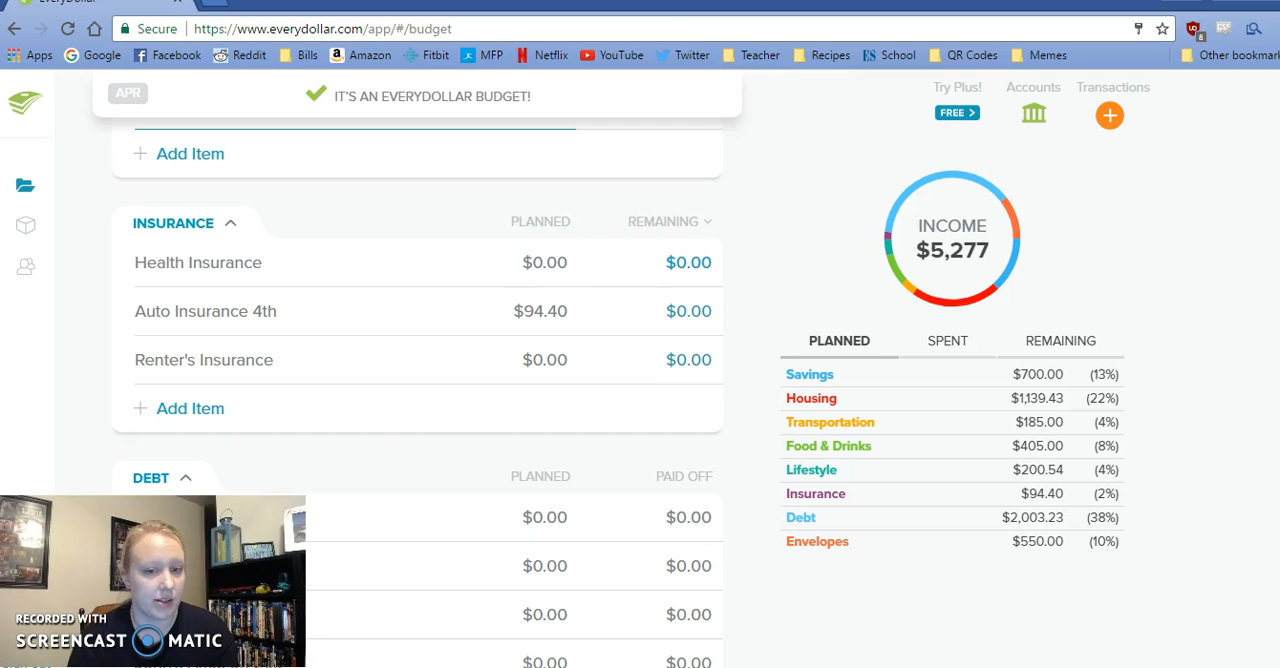 EveryDollar
Secure https://www.everydollar.com/app/#/budget
Apps Google Facebook Reddit Bills Amazon Fitbit MFP Netflix YouTube Twitter Teacher Recipes ES School QR Codes Memes Other bookmar
APR IT'S AN EVERYDOLLAR BUDGET!
Try Plus! Accounts Transactions
FREE >
+ Add Item
INSURANCE PLANNED REMAINING
Health Insurance $0.00 $0.00
Auto Insurance 4th $94.40 $0.00
Renter's Insurance $0.00 $0.00
+ Add Item
DEBT PLANNED PAID OFF
$0.00 $0.00
$0.00 $0.00
$0.00 $0.00
$0.00 $0.00
INCOME
$5,277
PLANNED SPENT REMAINING
Savings $700.00 (13%)
Housing $1,139.43 (22%)
Transportation $185.00 (4%)
Food & Drinks $405.00 (8%)
Lifestyle $200.54 (4%)
Insurance $94.40 (2%)
Debt $2,003.23 (38%)
Envelopes $550.00 (10%)
RECORDED WITH
SCREENCAST MATIC